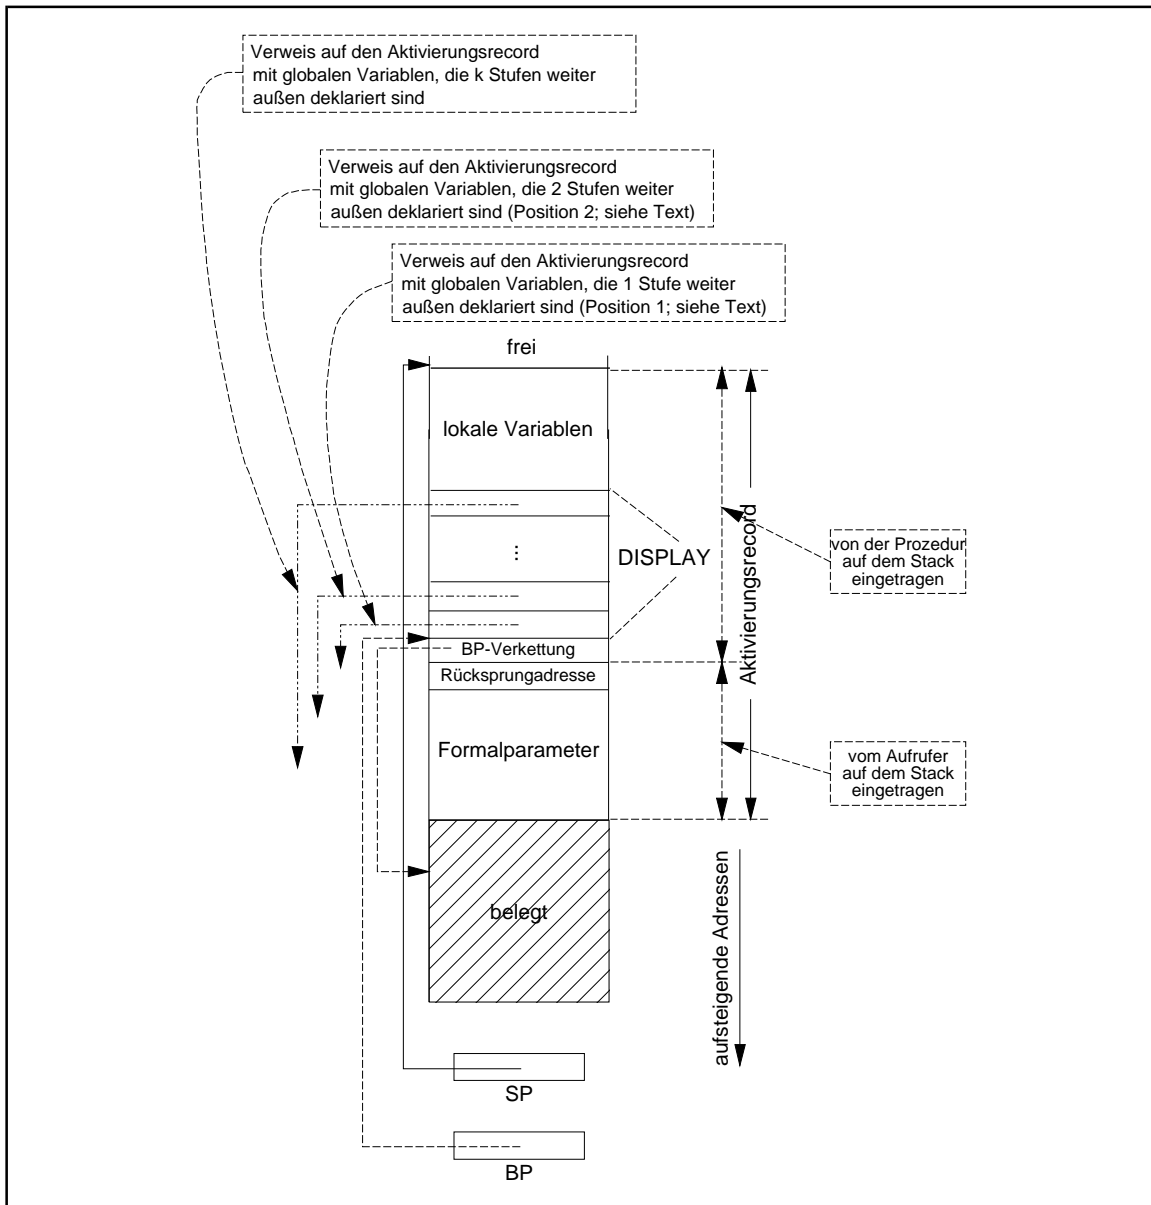 Verweis auf den Aktivierungsrecord
mit globalen Variablen, die k Stufen weiter
außen deklariert sind
Verweis auf den Aktivierungsrecord
mit globalen Variablen, die 2 Stufen weiter
außen deklariert sind (Position 2; siehe Text)
Verweis auf den Aktivierungsrecord
mit globalen Variablen, die 1 Stufe weiter
außen deklariert sind (Position 1; siehe Text)
frei
lokale Variablen
...
DISPLAY
BP-Verkettung
Rücksprungadresse
Formalparameter
belegt
Aktivierungsrecord
von der Prozedur
auf dem Stack
eingetragen
vom Aufrufer
auf dem Stack
eingetragen
aufsteigende Adressen
SP
BP